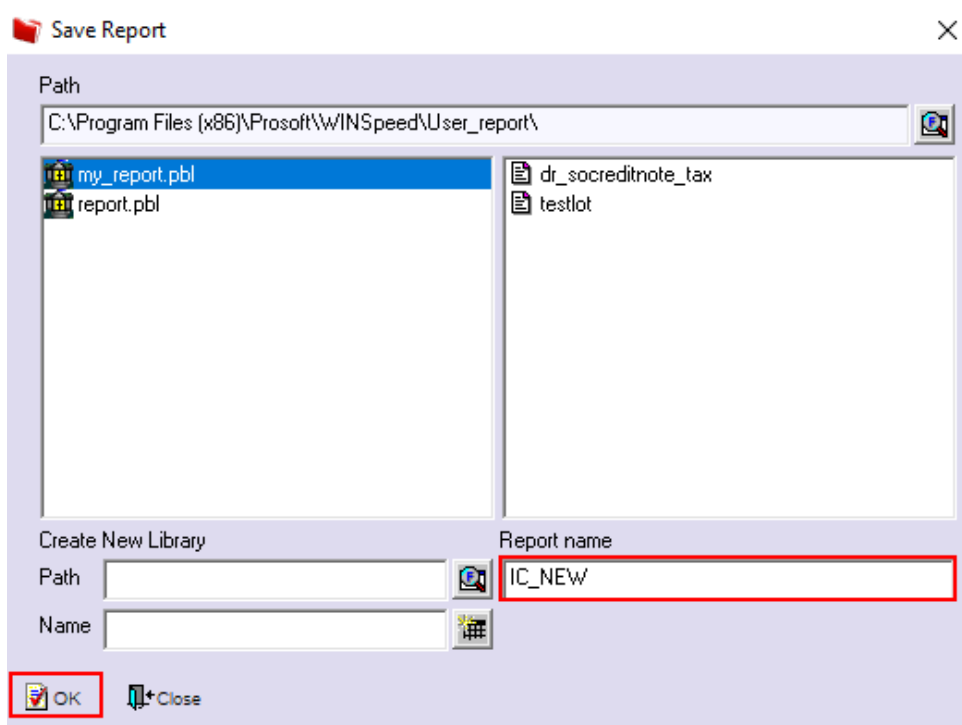 Save Report
Path
C:\Program Files (x86)\Prosoft\WINSpeed\User_report\
my_report.pbl
report.pbl
dr_socreditnote_tax
testlot
Create New Library
Path
Name
Report name
IC_NEW
OK
Close